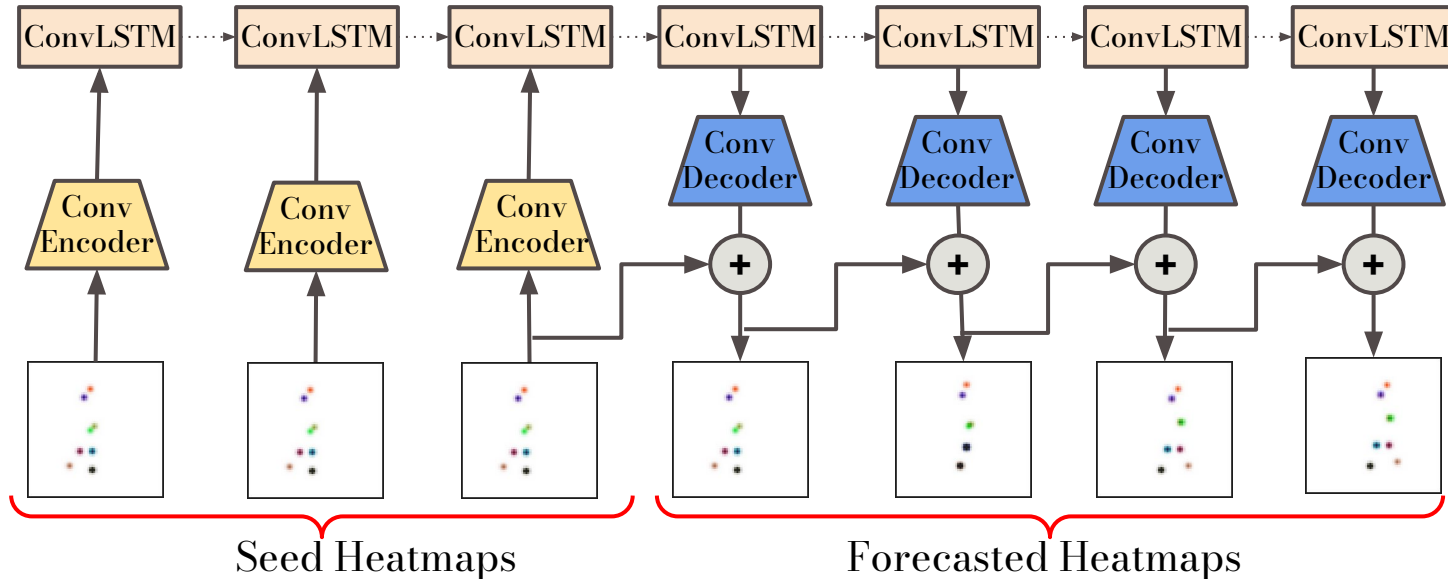 ConvLSTM ConvLSTM ConvLSTM ConvLSTM ConvLSTM ConvLSTM ConvLSTM
Conv Decoder
Conv Decoder
Conv Decoder
Conv Decoder
Conv Encoder
Conv Encoder
Conv Encoder
+ + + +
Seed Heatmaps
Forecasted Heatmaps